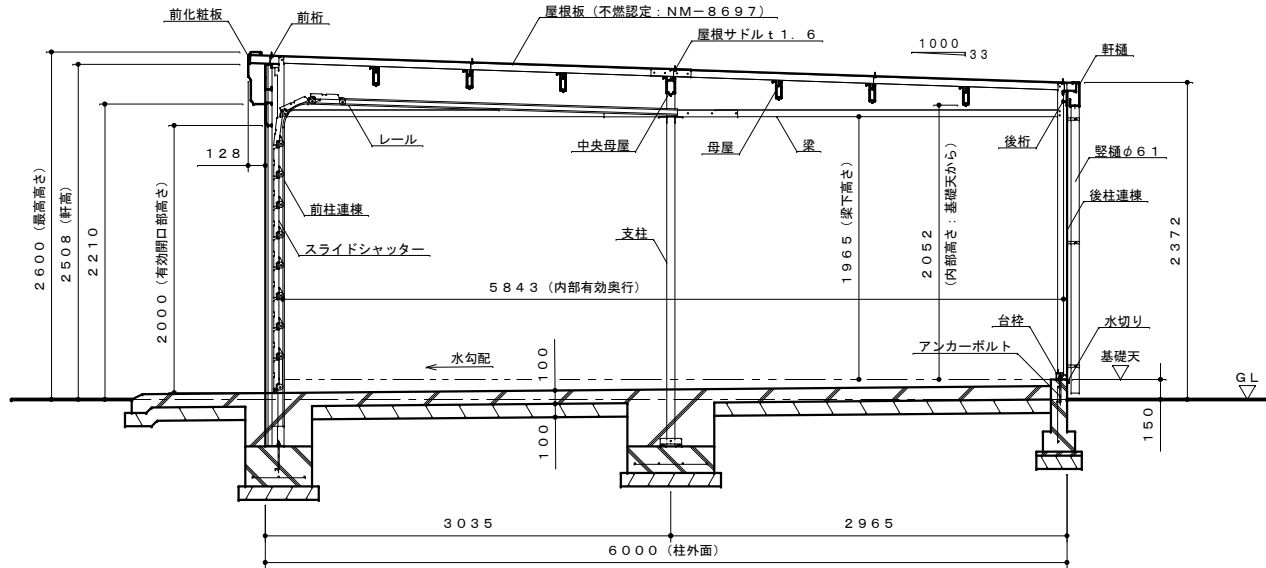 屋根板（不燃認定：ＮＭ－８６９７）
前化粧板
前桁
屋根サドルｔ１．６
１０００
３３
軒樋
レール
中央母屋
母屋
梁
後桁
竪樋φ６１
１２８
前柱連棟
後柱連棟
スライドシャッター
支柱
２６００（最高高さ）
２５０８（軒高）
２２１０
２０００（有効開口部高さ）
１９６５（梁下高さ）
２０５２
（内部高さ：基礎天から）
２３７２
５８４３（内部有効奥行）
台枠
水切り
アンカーボルト
基礎天
水勾配
１００
ＧＬ
１００
１５０
３０３５
２９６５
６０００（柱外面）